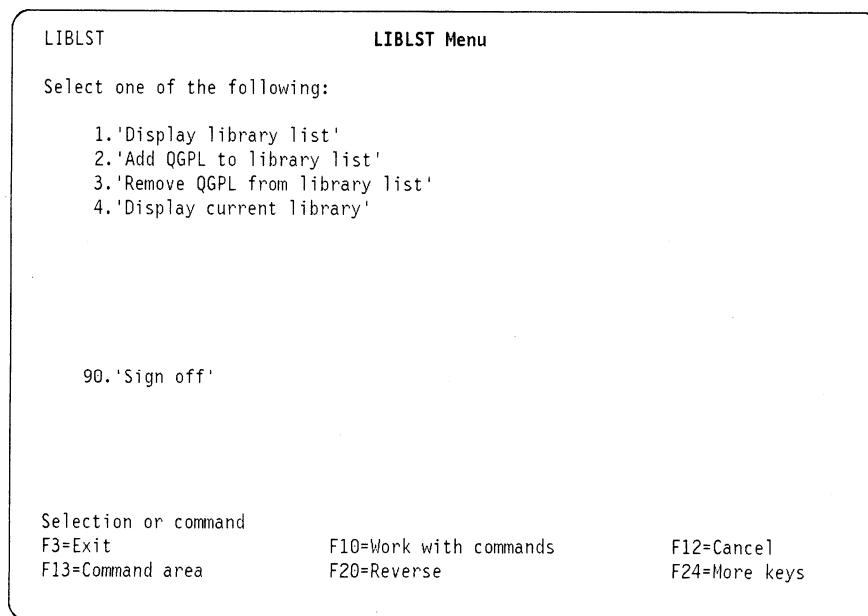 LIBLST LIBLST Menu
Select one of the following:
1.'Display library list'
2.'Add QGPL to library list'
3.'Remove QGPL from library list'
4.'Display current library'
90.'Sign off'
Selection or command
F3=Exit F10=Work with commands F12=Cancel
F13=Command area F20=Reverse F24=More keys